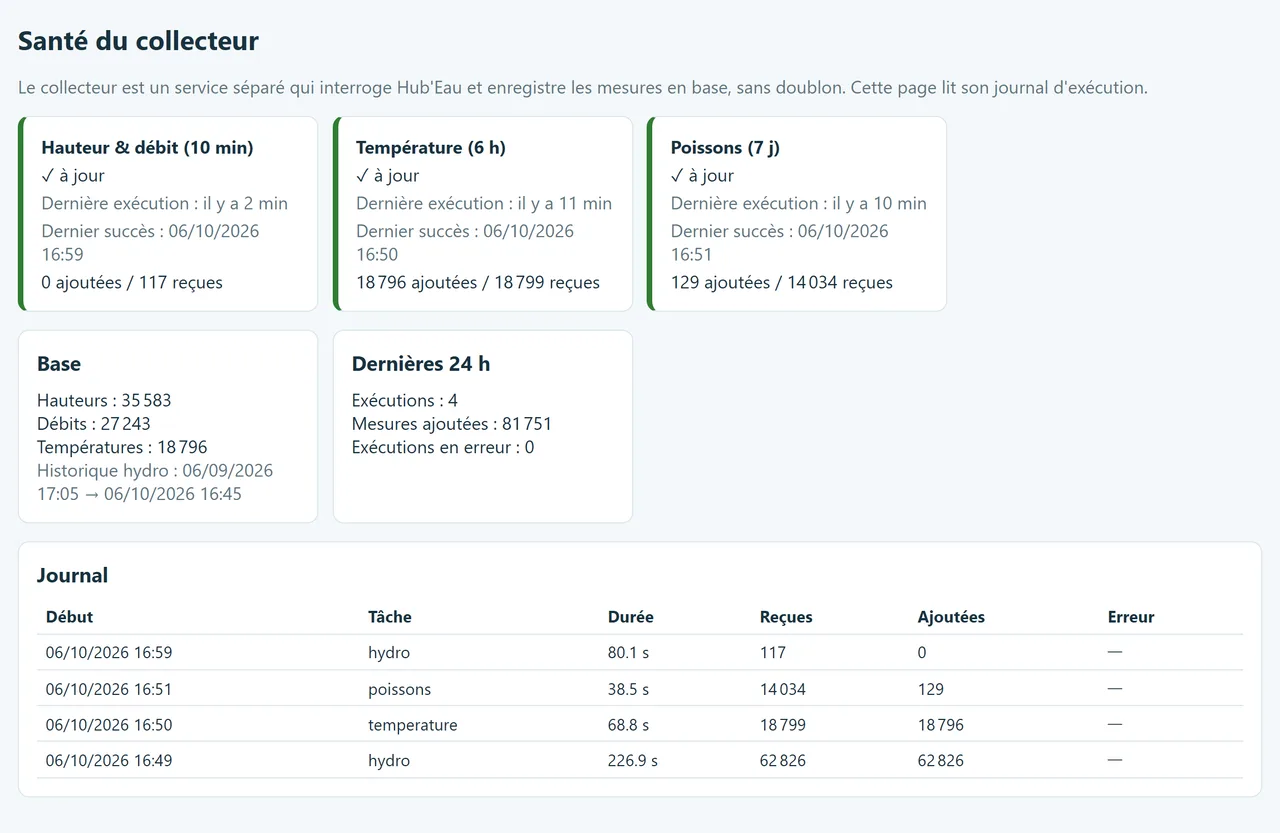 Santé du collecteur
Le collecteur est un service séparé qui interroge Hub'Eau et enregistre les mesures en base, sans doublon. Cette page lit son journal d'exécution.
Hauteur & débit (10 min)
✓ à jour
Dernière exécution : il y a 2 min
Dernier succès : 06/10/2026
16:59
0 ajoutées / 117 reçues
Température (6 h)
✓ à jour
Dernière exécution : il y a 11 min
Dernier succès : 06/10/2026
16:50
18 796 ajoutées / 18 799 reçues
Poissons (7 j)
✓ à jour
Dernière exécution : il y a 10 min
Dernier succès : 06/10/2026
16:51
129 ajoutées / 14 034 reçues
Base
Hauteurs : 35 583
Débits : 27 243
Températures : 18 796
Historique hydro : 06/09/2026
17:05 → 06/10/2026 16:45
Dernières 24 h
Exécutions : 4
Mesures ajoutées : 81 751
Exécutions en erreur : 0
Journal
Début Tâche Durée Reçues Ajoutées Erreur
06/10/2026 16:59 hydro 80.1 s 117 0 —
06/10/2026 16:51 poissons 38.5 s 14 034 129 —
06/10/2026 16:50 temperature 68.8 s 18 799 18 796 —
06/10/2026 16:49 hydro 226.9 s 62 826 62 826 —